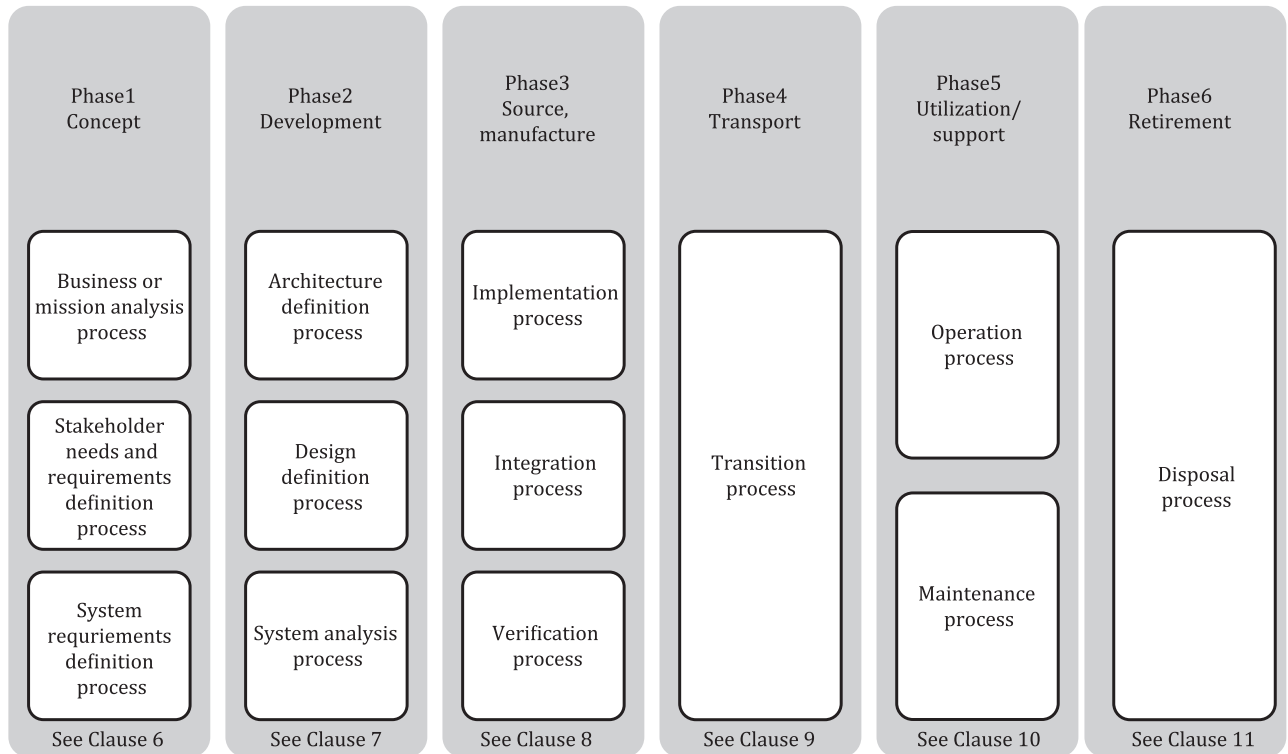 Phase1
Concept
Business or
mission analysis
process
Stakeholder
needs and
requirements
definition
process
System
requriements
definition
process
See Clause 6
Phase2
Development
Architecture
definition
process
Design
definition
process
System analysis
process
See Clause 7
Phase3
Source,
manufacture
Implementation
process
Integration
process
Verification
process
See Clause 8
Phase4
Transport
Transition
process
See Clause 9
Phase5
Utilization/
support
Operation
process
Maintenance
process
See Clause 10
Phase6
Retirement
Disposal
process
See Clause 11